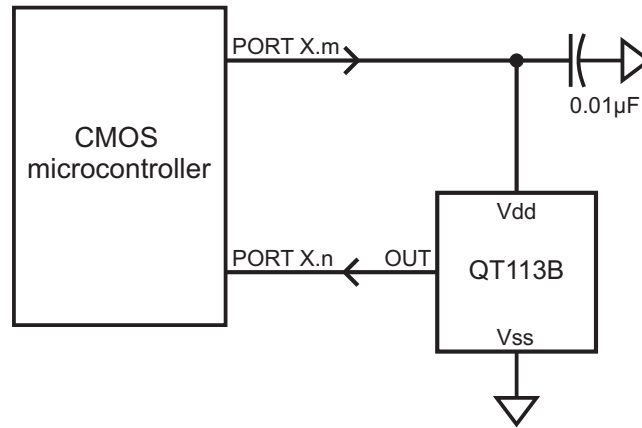 PORT X.m
0.01µF
CMOS
microcontroller
Vdd
PORT X.n
OUT
QT113B
Vss